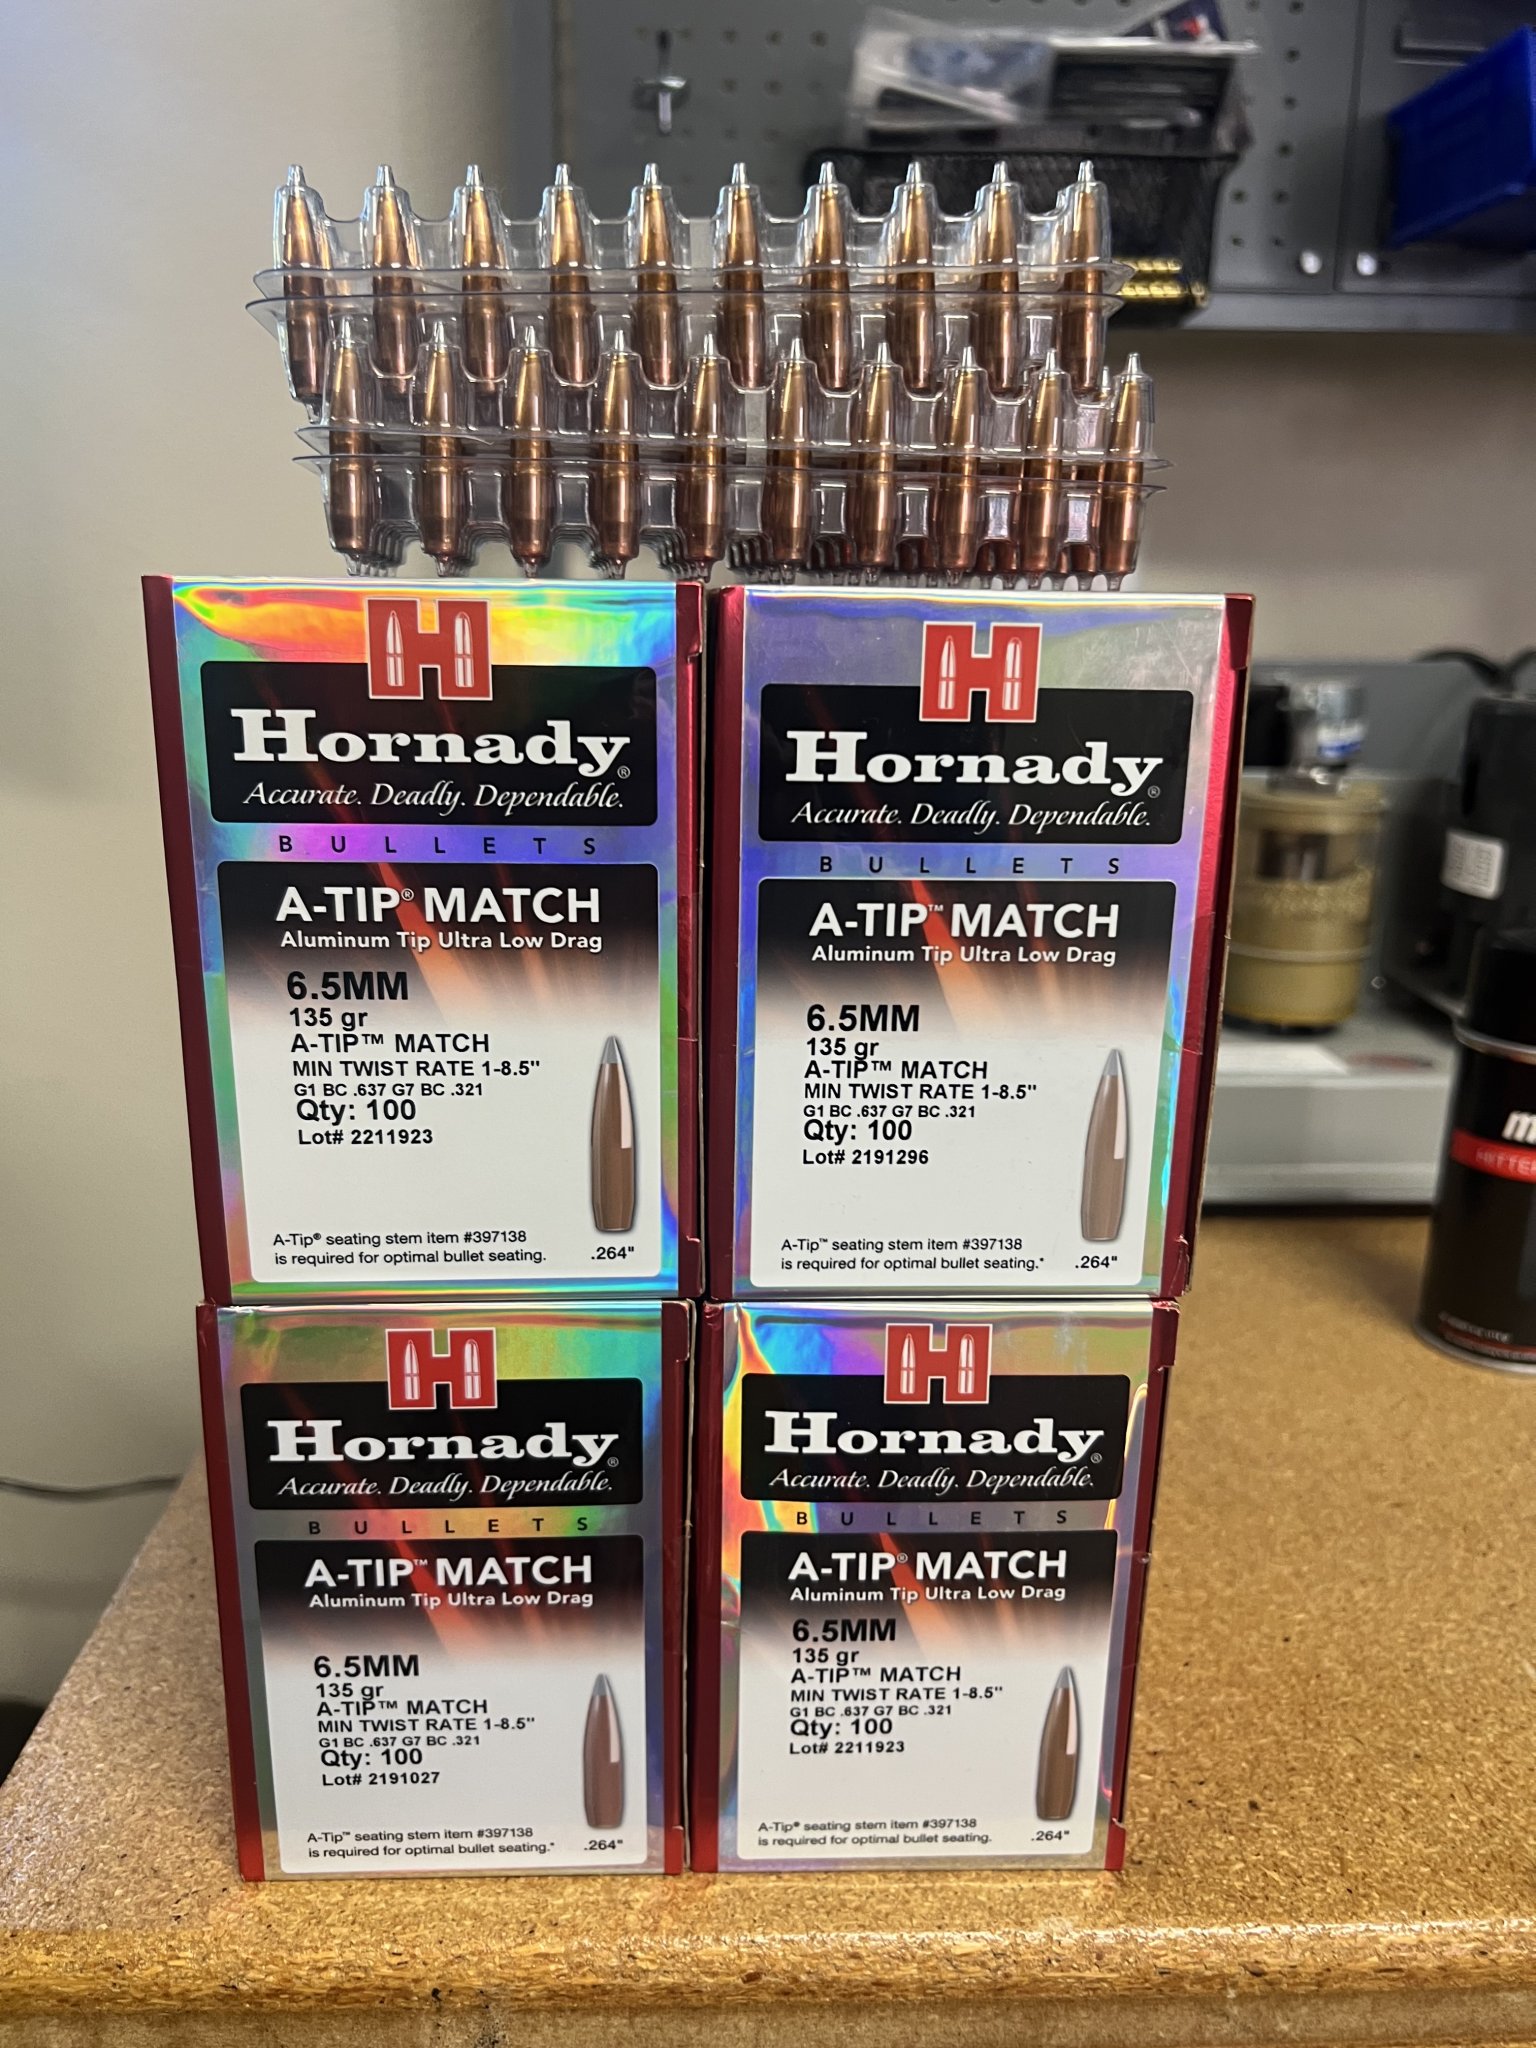 Hornady®
Accurate. Deadly. Dependable.
BULLETS
A-TIP® MATCH
Aluminum Tip Ultra Low Drag
6.5MM
135 gr
A-TIP™ MATCH
MIN TWIST RATE 1-8.5"
G1 BC .637 G7 BC .321
Qty: 100
Lot# 2211923
A-Tip® seating stem item #397138
is required for optimal bullet seating.
.264"
Hornady®
Accurate. Deadly. Dependable.
BULLETS
A-TIP™ MATCH
Aluminum Tip Ultra Low Drag
6.5MM
135 gr
A-TIP™ MATCH
MIN TWIST RATE 1-8.5"
G1 BC .637 G7 BC .321
Qty: 100
Lot# 2191296
A-Tip™ seating stem item #397138
is required for optimal bullet seating.*
.264"
Hornady®
Accurate. Deadly. Dependable.
BULLETS
A-TIP™ MATCH
Aluminum Tip Ultra Low Drag
6.5MM
135 gr
A-TIP™ MATCH
MIN TWIST RATE 1-8.5"
G1 BC .637 G7 BC .321
Qty: 100
Lot# 2191027
A-Tip™ seating stem item #397138
is required for optimal bullet seating.*
.264"
Hornady®
Accurate. Deadly. Dependable.
BULLETS
A-TIP® MATCH
Aluminum Tip Ultra Low Drag
6.5MM
135 gr
A-TIP™ MATCH
MIN TWIST RATE 1-8.5"
G1 BC .637 G7 BC .321
Qty: 100
Lot# 2211923
A-Tip® seating stem item #397138
is required for optimal bullet seating.
.264"